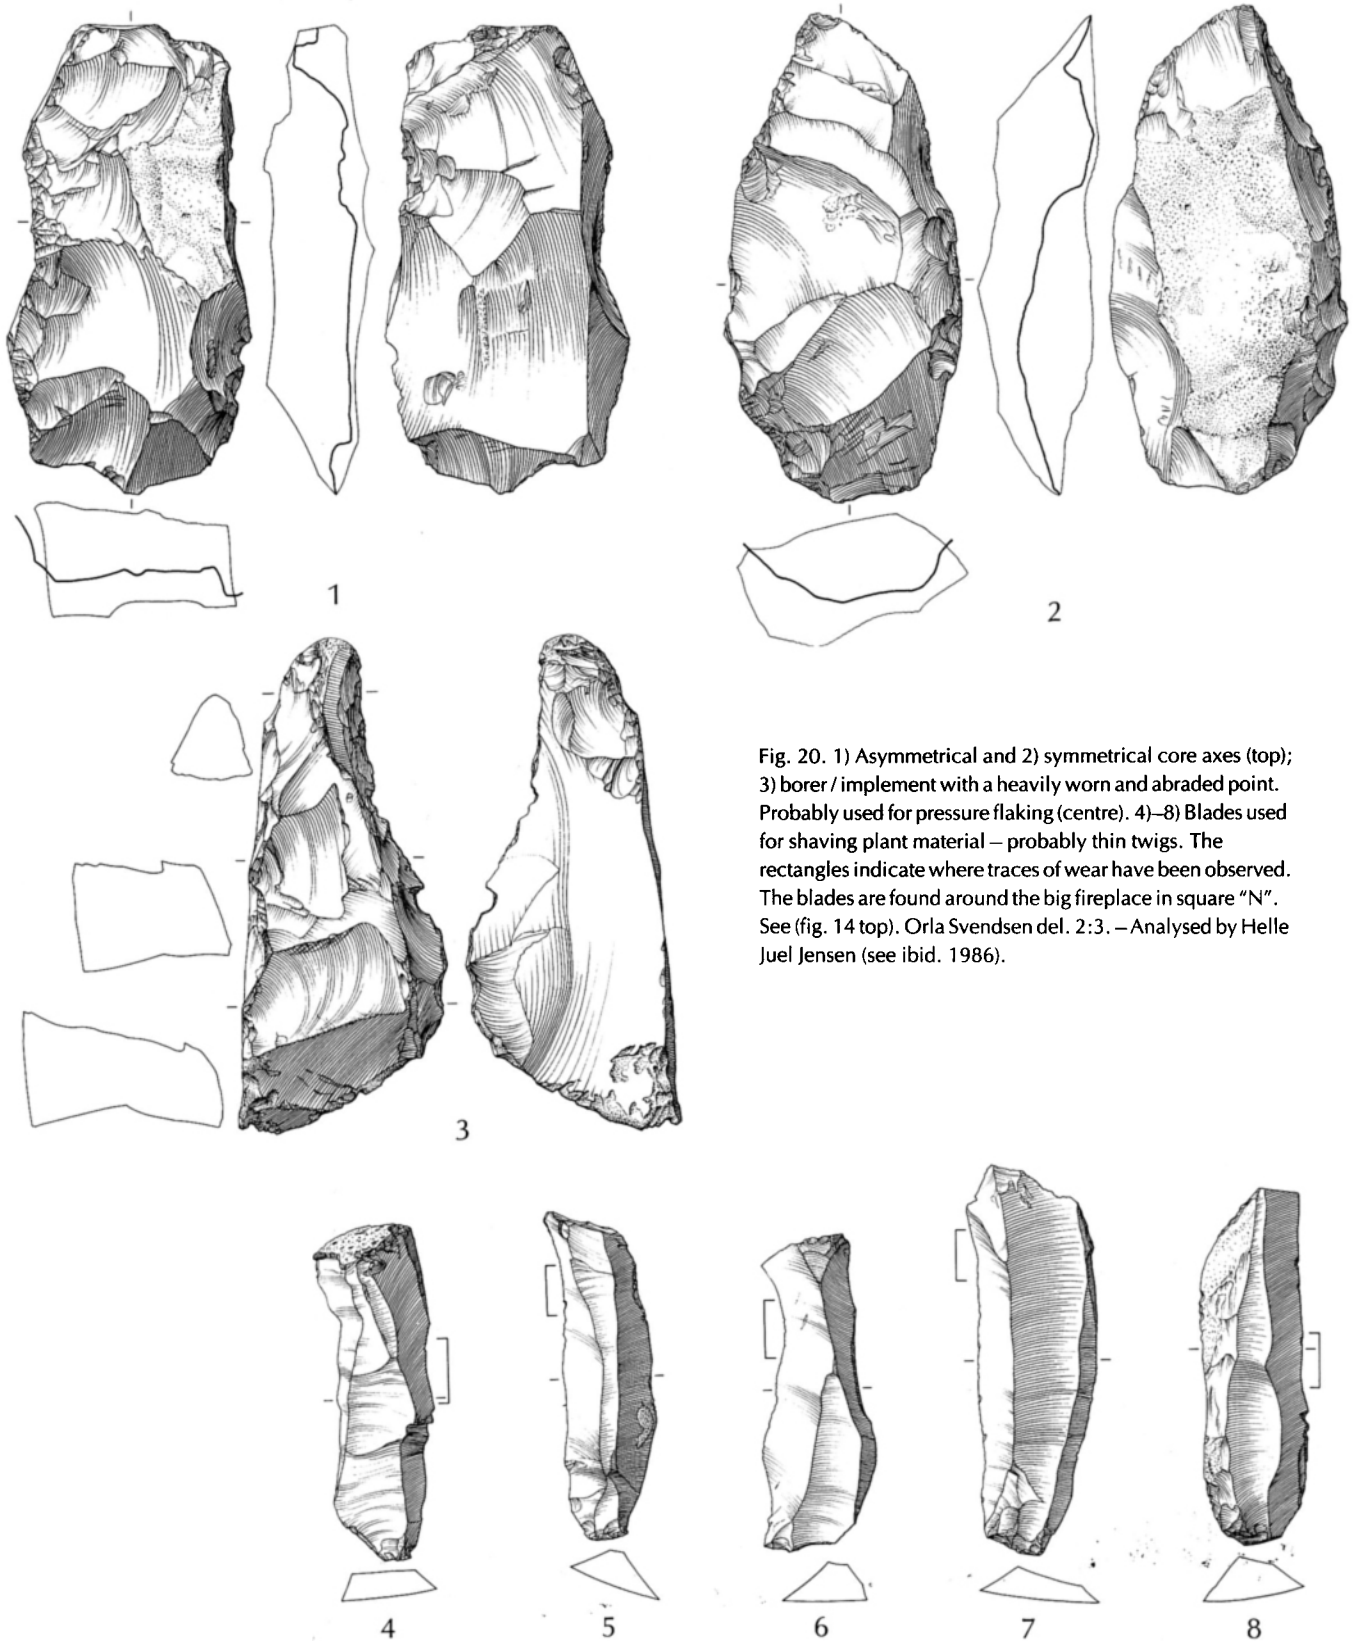 1
2
Fig. 20. 1) Asymmetrical and 2) symmetrical core axes (top);
3) borer / implement with a heavily worn and abraded point.
Probably used for pressure flaking (centre). 4)–8) Blades used
for shaving plant material – probably thin twigs. The
rectangles indicate where traces of wear have been observed.
The blades are found around the big fireplace in square “N”.
See (fig. 14 top). Orla Svendsen del. 2:3. – Analysed by Helle
Juel Jensen (see ibid. 1986).
3
4 5 6 7 8